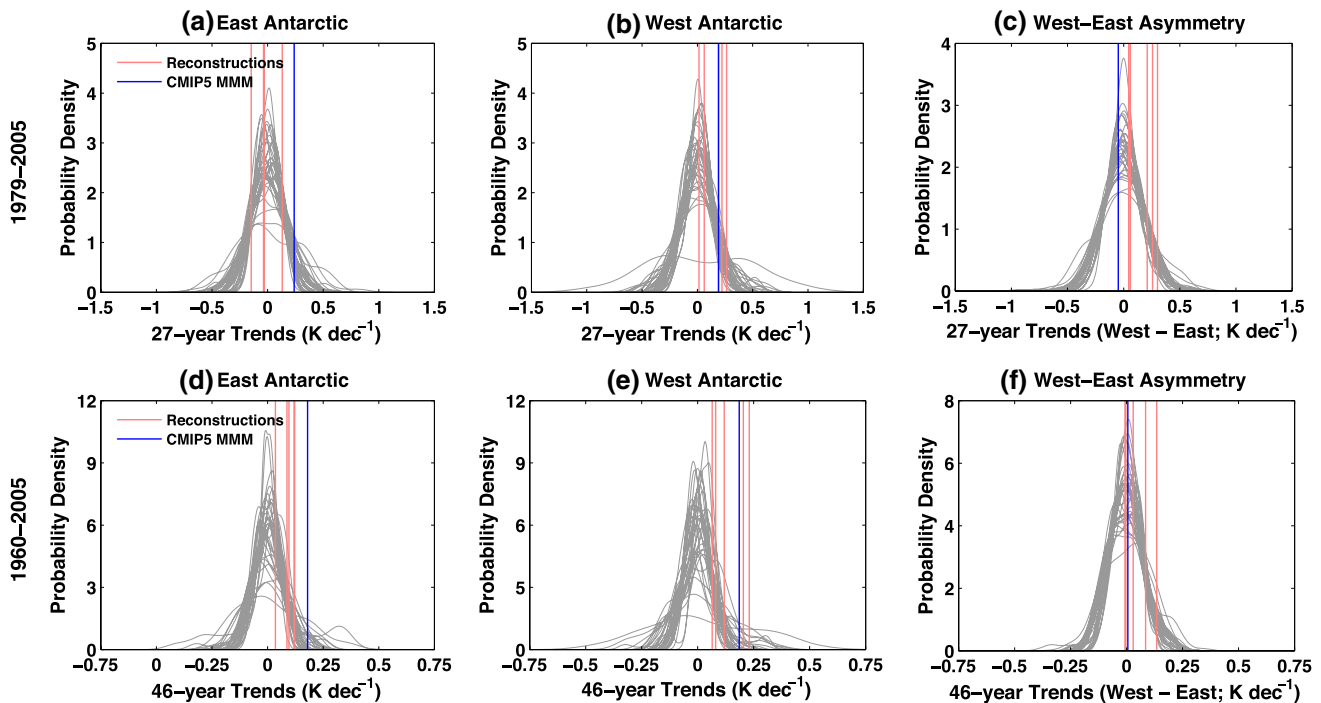 (a) East Antarctic
(b) West Antarctic
(c) West−East Asymmetry
1979−2005
Probability Density
5
4
3
2
1
0
Reconstructions
CMIP5 MMM
−1.5 −1 −0.5 0 0.5 1 1.5
27−year Trends (K dec−1)
Probability Density
5
4
3
2
1
0
−1.5 −1 −0.5 0 0.5 1 1.5
27−year Trends (K dec−1)
Probability Density
4
3
2
1
0
−1.5 −1 −0.5 0 0.5 1 1.5
27−year Trends (West − East; K dec−1)
(d) East Antarctic
(e) West Antarctic
(f) West−East Asymmetry
1960−2005
Probability Density
12
9
6
3
0
Reconstructions
CMIP5 MMM
−0.75 0 −0.25 0 0.25 0.5 0.75
46−year Trends (K dec−1)
Probability Density
12
9
6
3
0
−0.75 −0.5 −0.25 0 0.25 0.5 0.75
46−year Trends (K dec−1)
Probability Density
8
6
4
2
0
−0.75 −0.5 −0.25 0 0.25 0.5 0.75
46−year Trends (West − East; K dec−1)